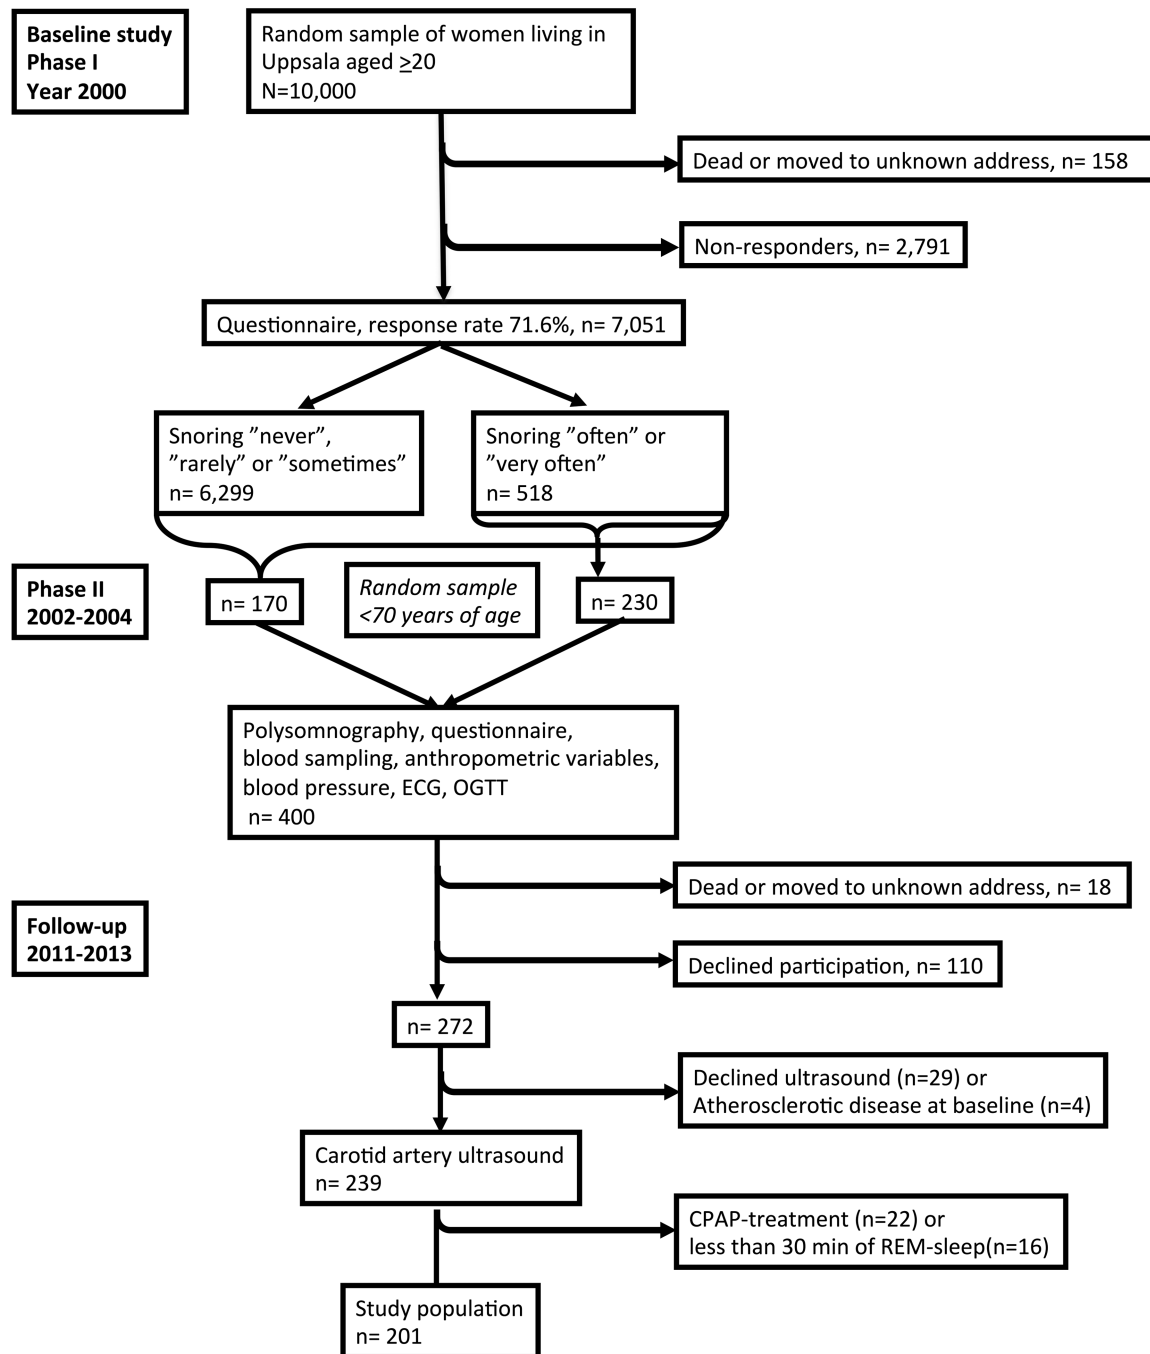 Baseline study
Phase I
Year 2000
Random sample of women living in
Uppsala aged ≥20
N=10,000
Dead or moved to unknown address, n= 158
Non-responders, n= 2,791
Questionnaire, response rate 71.6%, n= 7,051
Snoring ”never”,
”rarely” or ”sometimes”
n= 6,299
Snoring ”often” or
”very often”
n= 518
Phase II
2002-2004
n= 170
Random sample
<70 years of age
n= 230
Polysomnography, questionnaire,
blood sampling, anthropometric variables,
blood pressure, ECG, OGTT
n= 400
Dead or moved to unknown address, n= 18
Follow-up
2011-2013
Declined participation, n= 110
n= 272
Declined ultrasound (n=29) or
Atherosclerotic disease at baseline (n=4)
Carotid artery ultrasound
n= 239
CPAP-treatment (n=22) or
less than 30 min of REM-sleep(n=16)
Study population
n= 201